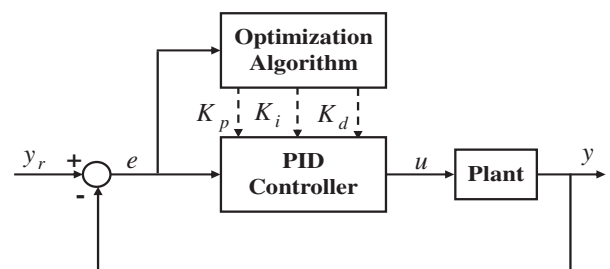 Optimization
Algorithm
K_p K_i K_d
y_r + e PID u Plant y
Controller
-